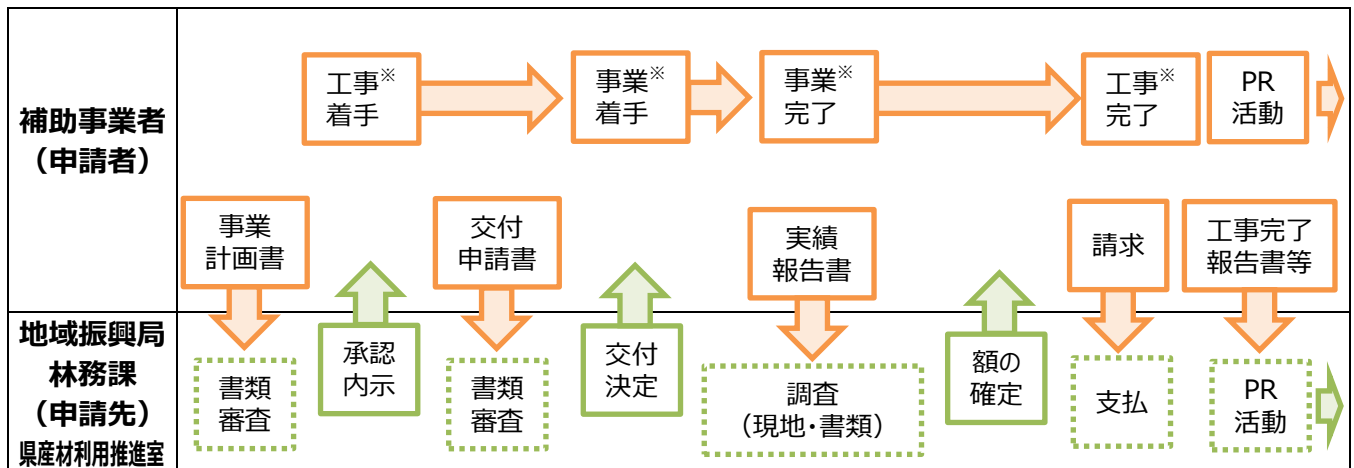 補助事業者
（申請者）
工事※
着手
事業※
着手
事業※
完了
工事※
完了
PR
活動
事業
計画書
交付
申請書
実績
報告書
請求
工事完了
報告書等
地域振興局
林務課
（申請先）
県産材利用推進室
書類
審査
承認
内示
書類
審査
交付
決定
調査
（現地・書類）
額の
確定
支払
PR
活動